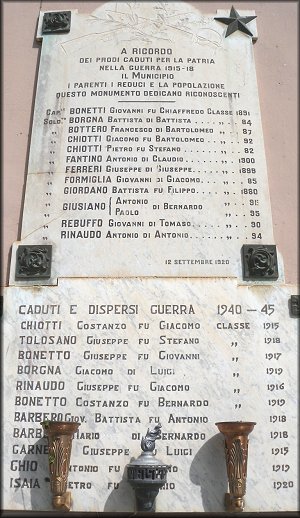 A RICORDO
DEI PRODI CADUTI PER LA PATRIA
NELLA GUERRA 1915-18
IL MUNICIPIO
I PARENTI I REDUCI E LA POPOLAZIONE
QUESTO MONUMENTO DEDICANO RICONOSCENTI
BONETTI GIOVANNI FU CHIAFFREDO CLASSE 1891
BORGNA BATTISTA DI BATTISTA .... „ 84
„ BOTTERO FRANCESCO DI BARTOLOMEO „ 87
„ CHIOTTI GIACOMO FU BARTOLOMEO .. „ 92
„ CHIOTTI PIETRO FU STEFANO ..... „ 82
„ FANTINO ANTONIO DI CLAUDIO .... „ 1900
„ FERRERI GIUSEPPE DI GIUSEPPE .. „ 1899
„ FORMIGLIA GIOVANNI DI GIACOMO .. „ 85
„ GIORDANO BATTISTA FU FILIPPO ... „ 1880
„ GIUSIANO ANTONIO DI BERNARDO „
PAOLO „ 95
„ REBUFFO GIOVANNI DI TOMASO .... „ 90
„ RINAUDO ANTONIO DI ANTONIO ..... „ 94
12 SETTEMBRE 1920
CADUTI E DISPERSI GUERRA 1940-45
CHIOTTI COSTANZO FU GIACOMO CLASSE 1915
TOLOSANO GIUSEPPE FU STEFANO „ 1918
BONETTO GIUSEPPE FU GIOVANNI „ 1917
BORGNA GIACOMO DI LUIGI „ 1919
RINAUDO GIUSEPPE FU GIACOMO „ 1916
BONETTO COSTANZO FU BERNARDO „ 1919
BARBERO GIOV. BATTISTA FU ANTONIO „ 1918
DI BERNARDO „ 1918
LUIGI 1915
GHIO FU 1919
ISAIA FU 1920